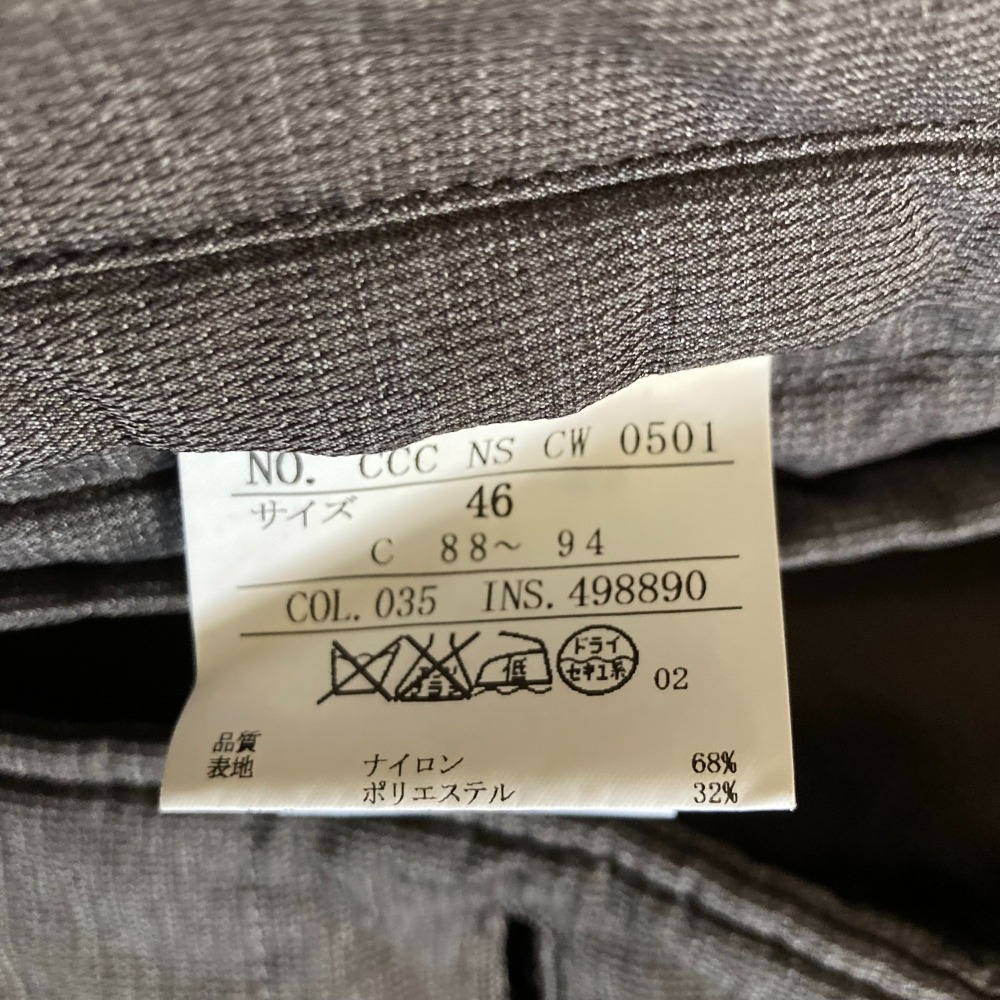 NO. CCC NS CW 0501
サイズ 46
C 88～ 94
COL. 035 INS. 498890
低 ドライ セキユ系 02
品質
表地 ナイロン 68%
ポリエステル 32%